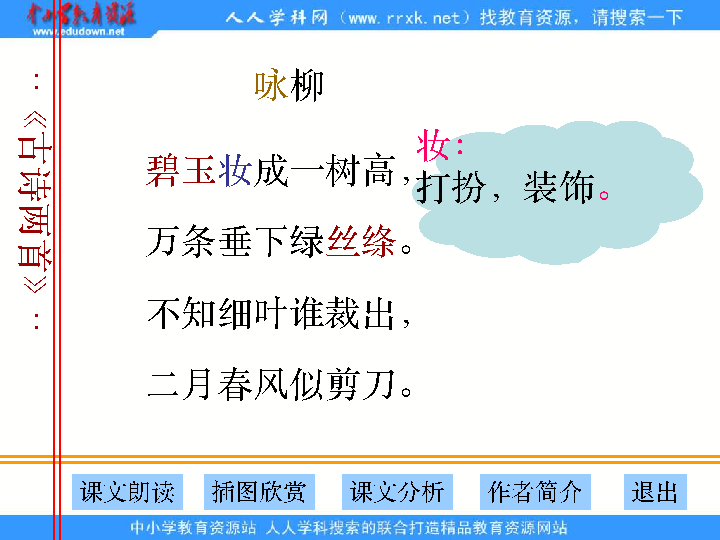 中小学教育资源
www.edudown.net
人人学科网（www.rrxk.net）找教育资源，请搜索一下
：《古诗两首》：
咏柳
碧玉妆成一树高，
妆：
打扮，装饰。
万条垂下绿丝绦。
不知细叶谁裁出，
二月春风似剪刀。
课文朗读 插图欣赏 课文分析 作者简介 退出
中小学教育资源站 人人学科搜索的联合打造精品教育资源网站